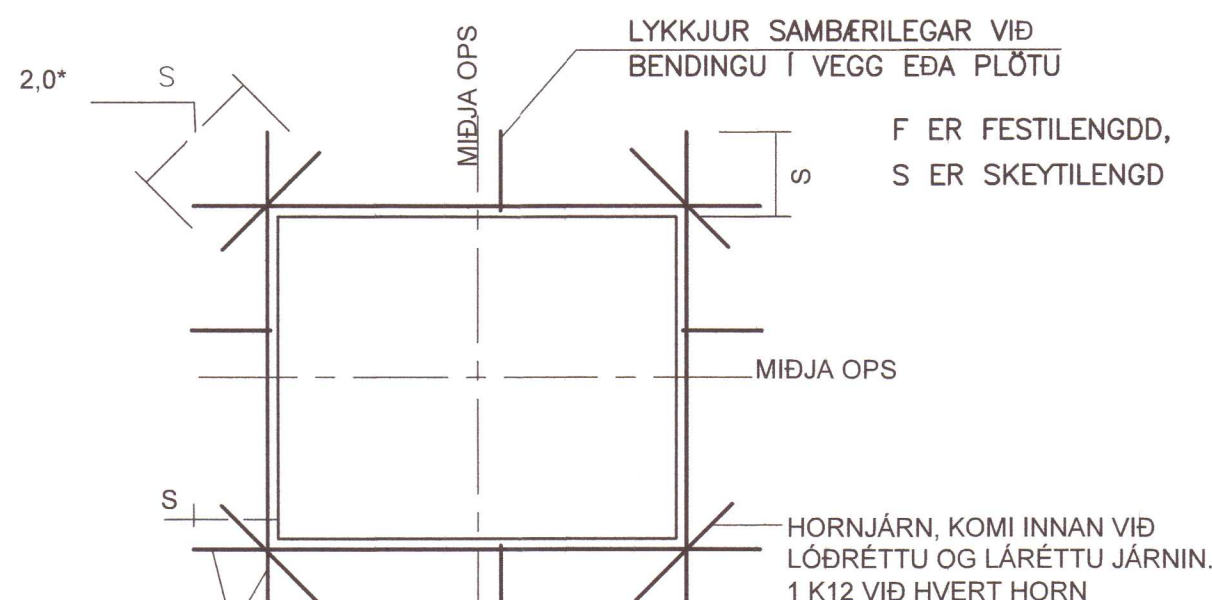 LYKKJUR SAMBÆRILEGAR VIÐ
BENDINGU Í VEGG EÐA PLÖTU
2,0* S
MIÐJA OPS
F ER FESTILENGDD,
S ER SKEYTILENGD
S
MIÐJA OPS
S
HORNJÁRN, KOMI INNAN VIÐ
LÓÐRÉTTU OG LÁRÉTTU JÁRNIN.
1 K12 VIÐ HVERT HORN